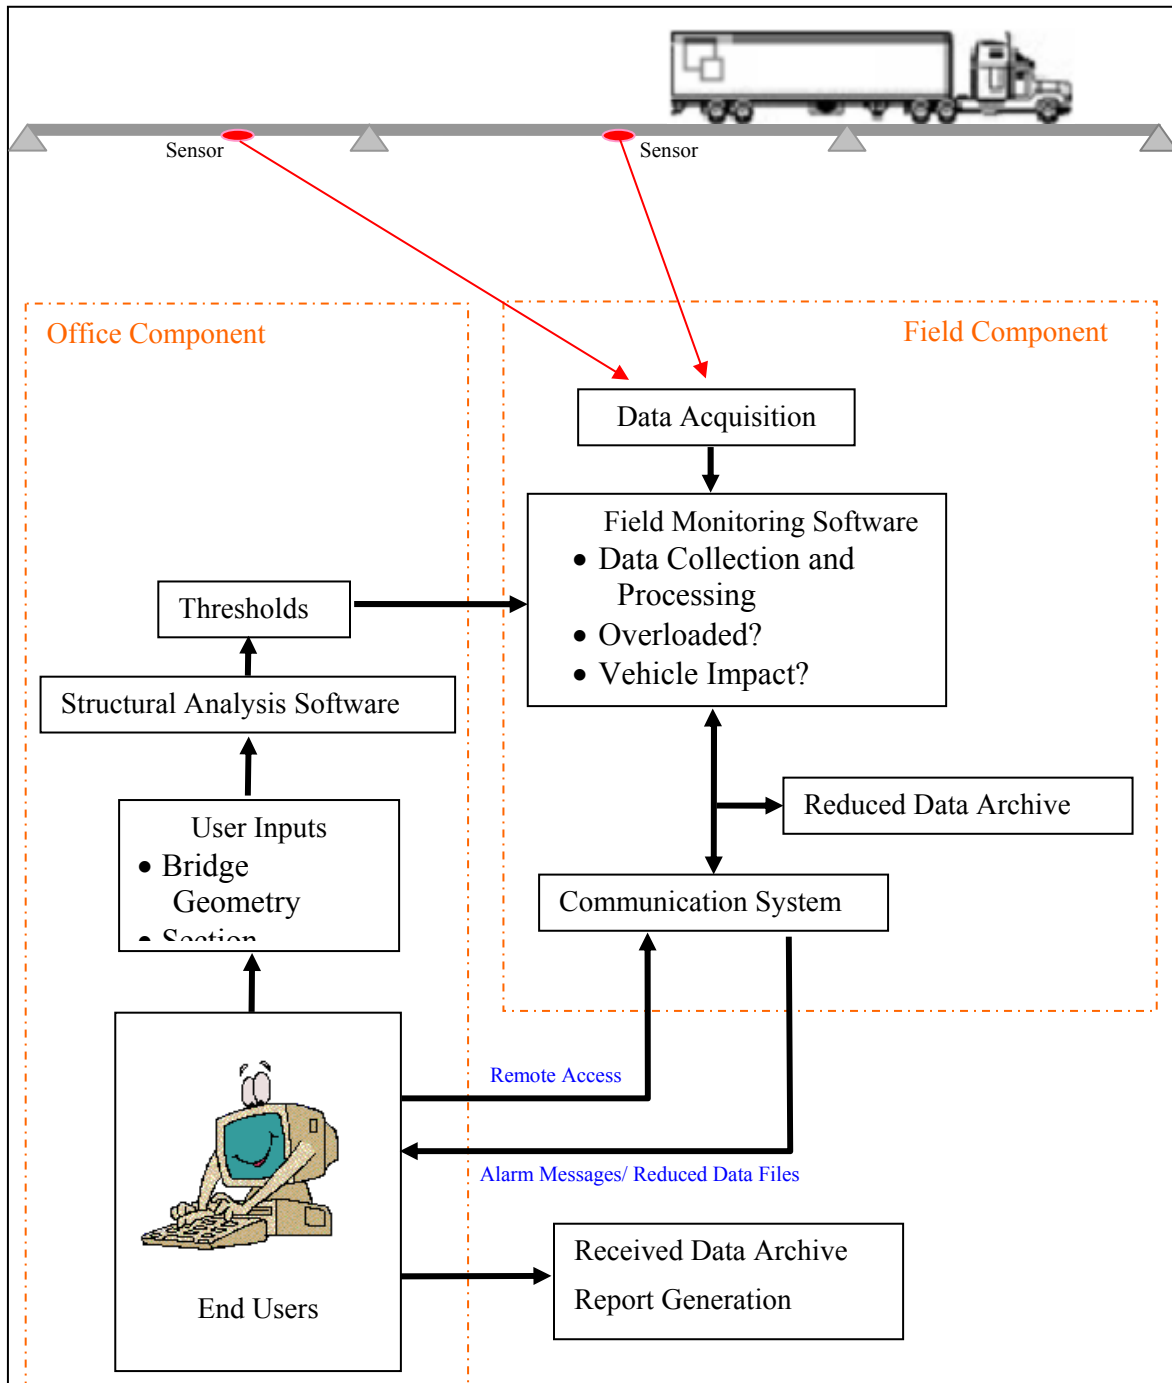 Sensor
Sensor
Office Component
Field Component
Data Acquisition
Field Monitoring Software
• Data Collection and
Processing
• Overloaded?
• Vehicle Impact?
Thresholds
Structural Analysis Software
Reduced Data Archive
User Inputs
• Bridge
Geometry
• Section
Communication System
Remote Access
Alarm Messages/ Reduced Data Files
End Users
Received Data Archive
Report Generation